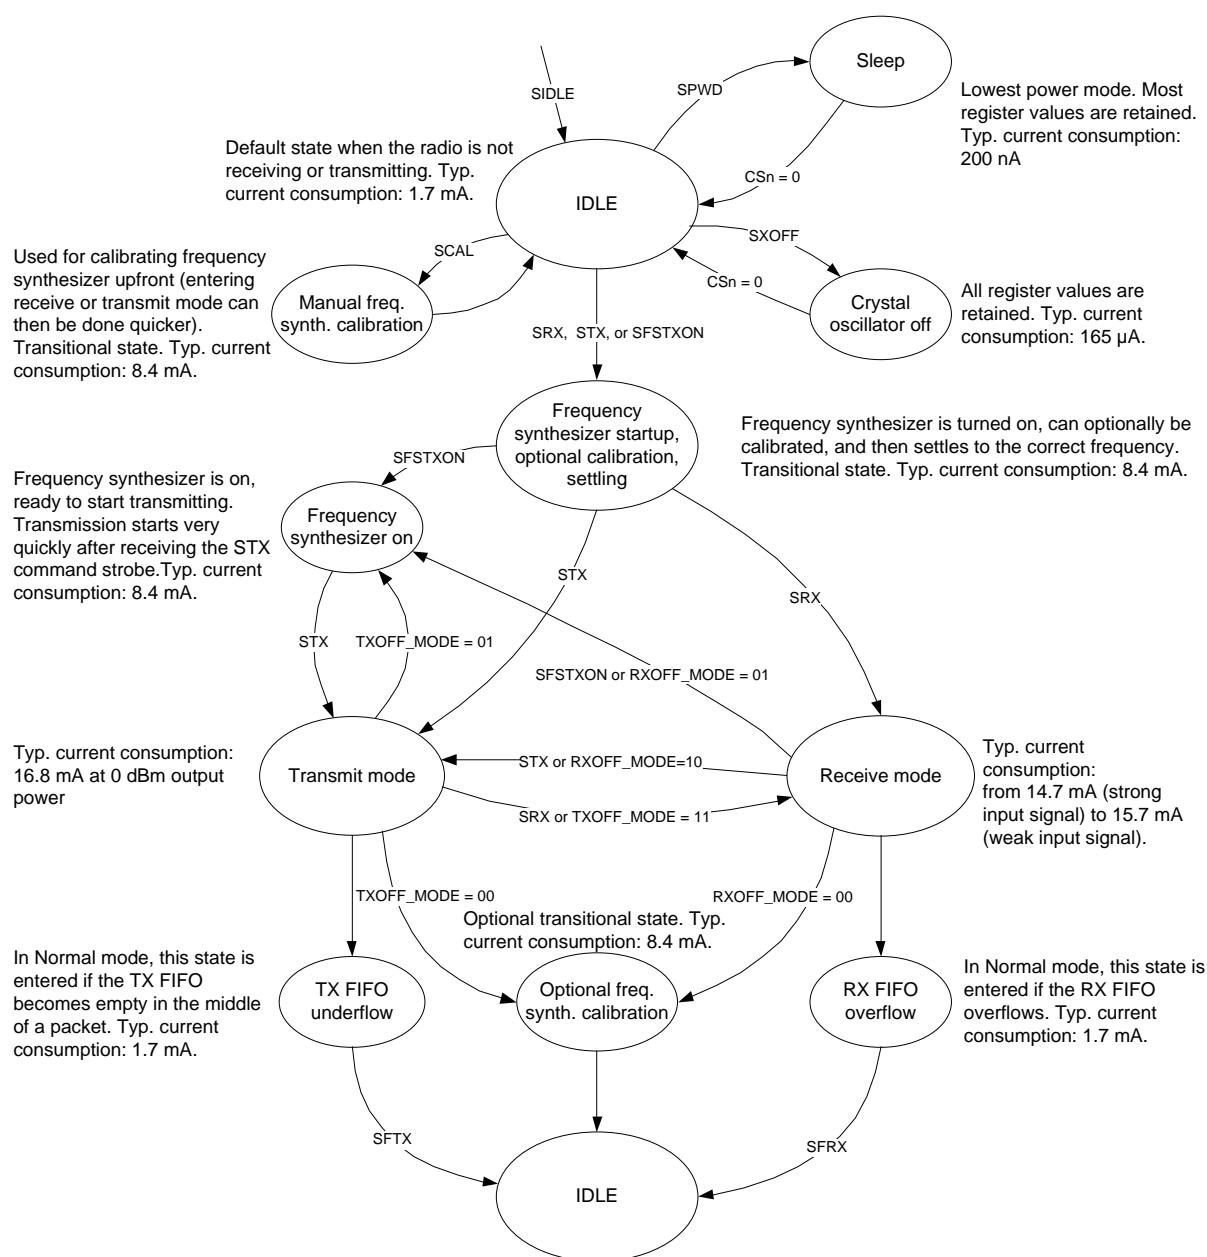 Sleep
SIDLE
SPWD
Lowest power mode. Most
register values are retained.
Typ. current consumption:
200 nA
Default state when the radio is not
receiving or transmitting. Typ.
current consumption: 1.7 mA.
CSn = 0
IDLE
SXOFF
SCAL
CSn = 0
Used for calibrating frequency
synthesizer upfront (entering
receive or transmit mode can
then be done quicker).
Transitional state. Typ. current
consumption: 8.4 mA.
Manual freq.
synth. calibration
Crystal
oscillator off
All register values are
retained. Typ. current
consumption: 165 µA.
SRX, STX, or SFSTXON
Frequency
synthesizer startup,
optional calibration,
settling
Frequency synthesizer is turned on, can optionally be
calibrated, and then settles to the correct frequency.
Transitional state. Typ. current consumption: 8.4 mA.
SFSTXON
Frequency synthesizer is on,
ready to start transmitting.
Transmission starts very
quickly after receiving the STX
command strobe.Typ. current
consumption: 8.4 mA.
Frequency
synthesizer on
STX
SRX
STX
TXOFF_MODE = 01
SFSTXON or RXOFF_MODE = 01
Typ. current consumption:
16.8 mA at 0 dBm output
power
Transmit mode
STX or RXOFF_MODE=10
SRX or TXOFF_MODE = 11
Receive mode
Typ. current
consumption:
from 14.7 mA (strong
input signal) to 15.7 mA
(weak input signal).
TXOFF_MODE = 00
RXOFF_MODE = 00
Optional transitional state. Typ.
current consumption: 8.4 mA.
In Normal mode, this state is
entered if the TX FIFO
becomes empty in the middle
of a packet. Typ. current
consumption: 1.7 mA.
TX FIFO
underflow
Optional freq.
synth. calibration
RX FIFO
overflow
In Normal mode, this state is
entered if the RX FIFO
overflows. Typ. current
consumption: 1.7 mA.
SFTX
SFRX
IDLE